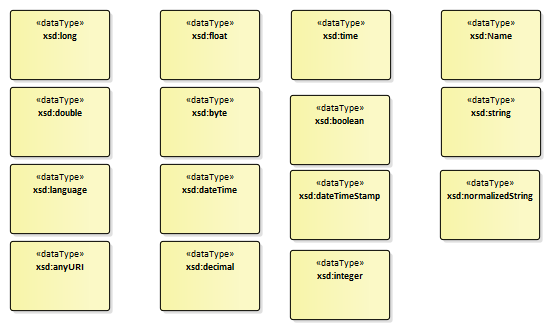 «dataType»
xsd:long
«dataType»
xsd:float
«dataType»
xsd:time
«dataType»
xsd:Name
«dataType»
xsd:double
«dataType»
xsd:byte
«dataType»
xsd:boolean
«dataType»
xsd:string
«dataType»
xsd:language
«dataType»
xsd:dateTime
«dataType»
xsd:dateTimeStamp
«dataType»
xsd:normalizedString
«dataType»
xsd:anyURI
«dataType»
xsd:decimal
«dataType»
xsd:integer